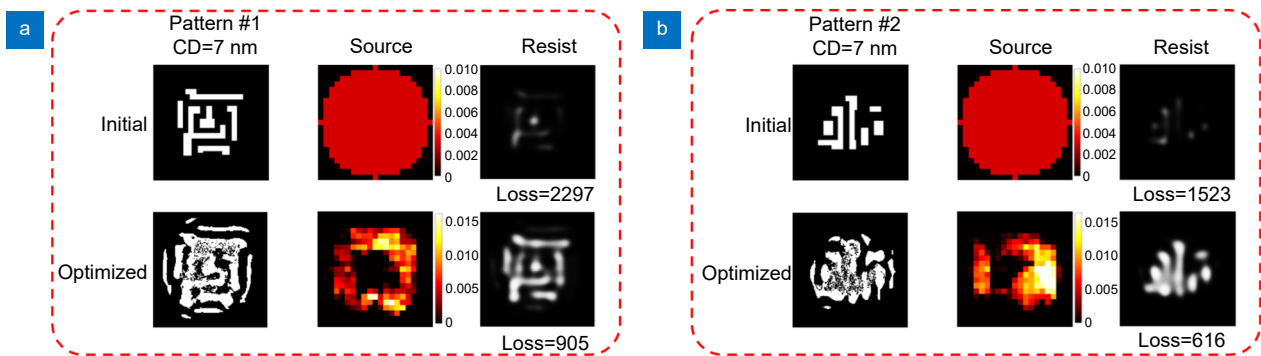 a
Pattern #1
CD=7 nm
Source
Resist
Initial
0.010
0.008
0.006
0.004
0.002
0
Loss=2297
Optimized
0.015
0.010
0.005
0
Loss=905
b
Pattern #2
CD=7 nm
Source
Resist
Initial
0.010
0.008
0.006
0.004
0.002
0
Loss=1523
Optimized
0.015
0.010
0.005
0
Loss=616